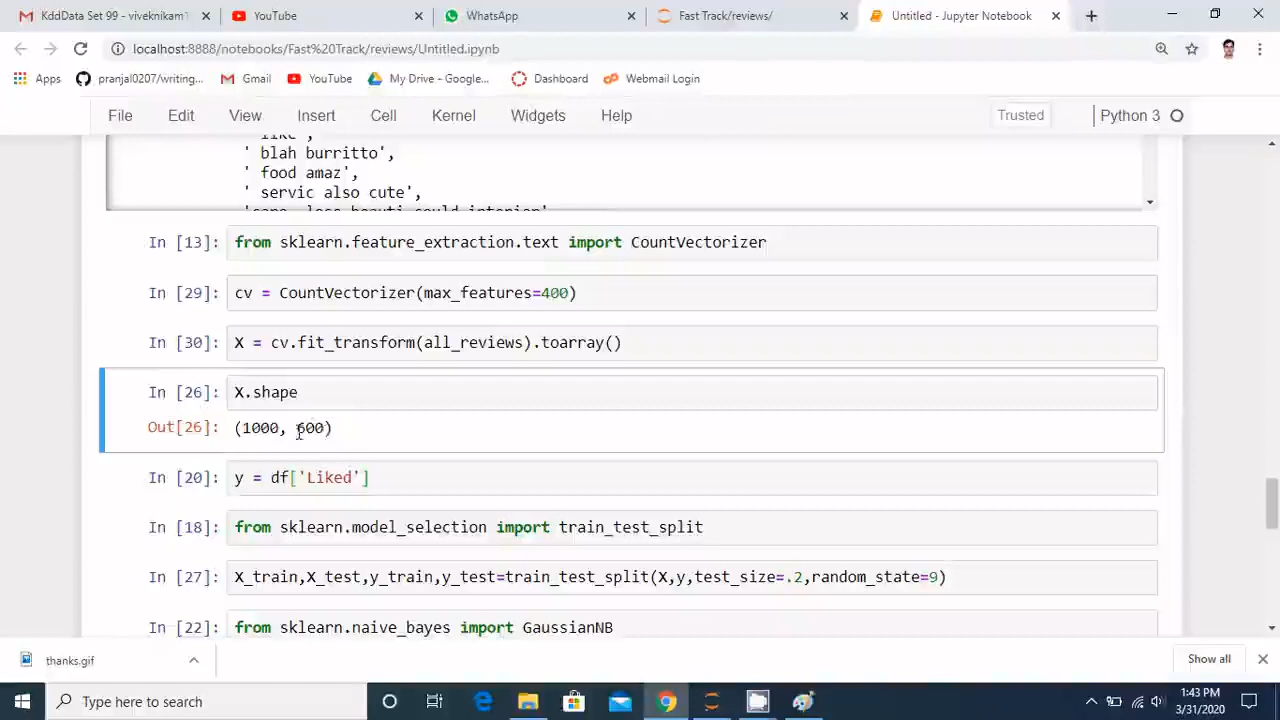 KddData Set 99 - viveknikam1
YouTube
WhatsApp
Fast Track/reviews/
Untitled - Jupyter Notebook
localhost:8888/notebooks/Fast%20Track/reviews/Untitled.ipynb
Apps
pranjal0207/writing...
Gmail
YouTube
My Drive - Google...
Dashboard
Webmail Login
File
Edit
View
Insert
Cell
Kernel
Widgets
Help
Trusted
Python 3
like',
' blah burritto',
' food amaz',
' servic also cute',
In [13]: from sklearn.feature_extraction.text import CountVectorizer
In [29]: cv = CountVectorizer(max_features=400)
In [30]: X = cv.fit_transform(all_reviews).toarray()
In [26]: X.shape
Out[26]: (1000, 600)
In [20]: y = df['Liked']
In [18]: from sklearn.model_selection import train_test_split
In [27]: X_train,X_test,y_train,y_test=train_test_split(X,y,test_size=.2,random_state=9)
In [22]: from sklearn.naive_bayes import GaussianNB
thanks.gif
Show all
Type here to search
1:43 PM
3/31/2020